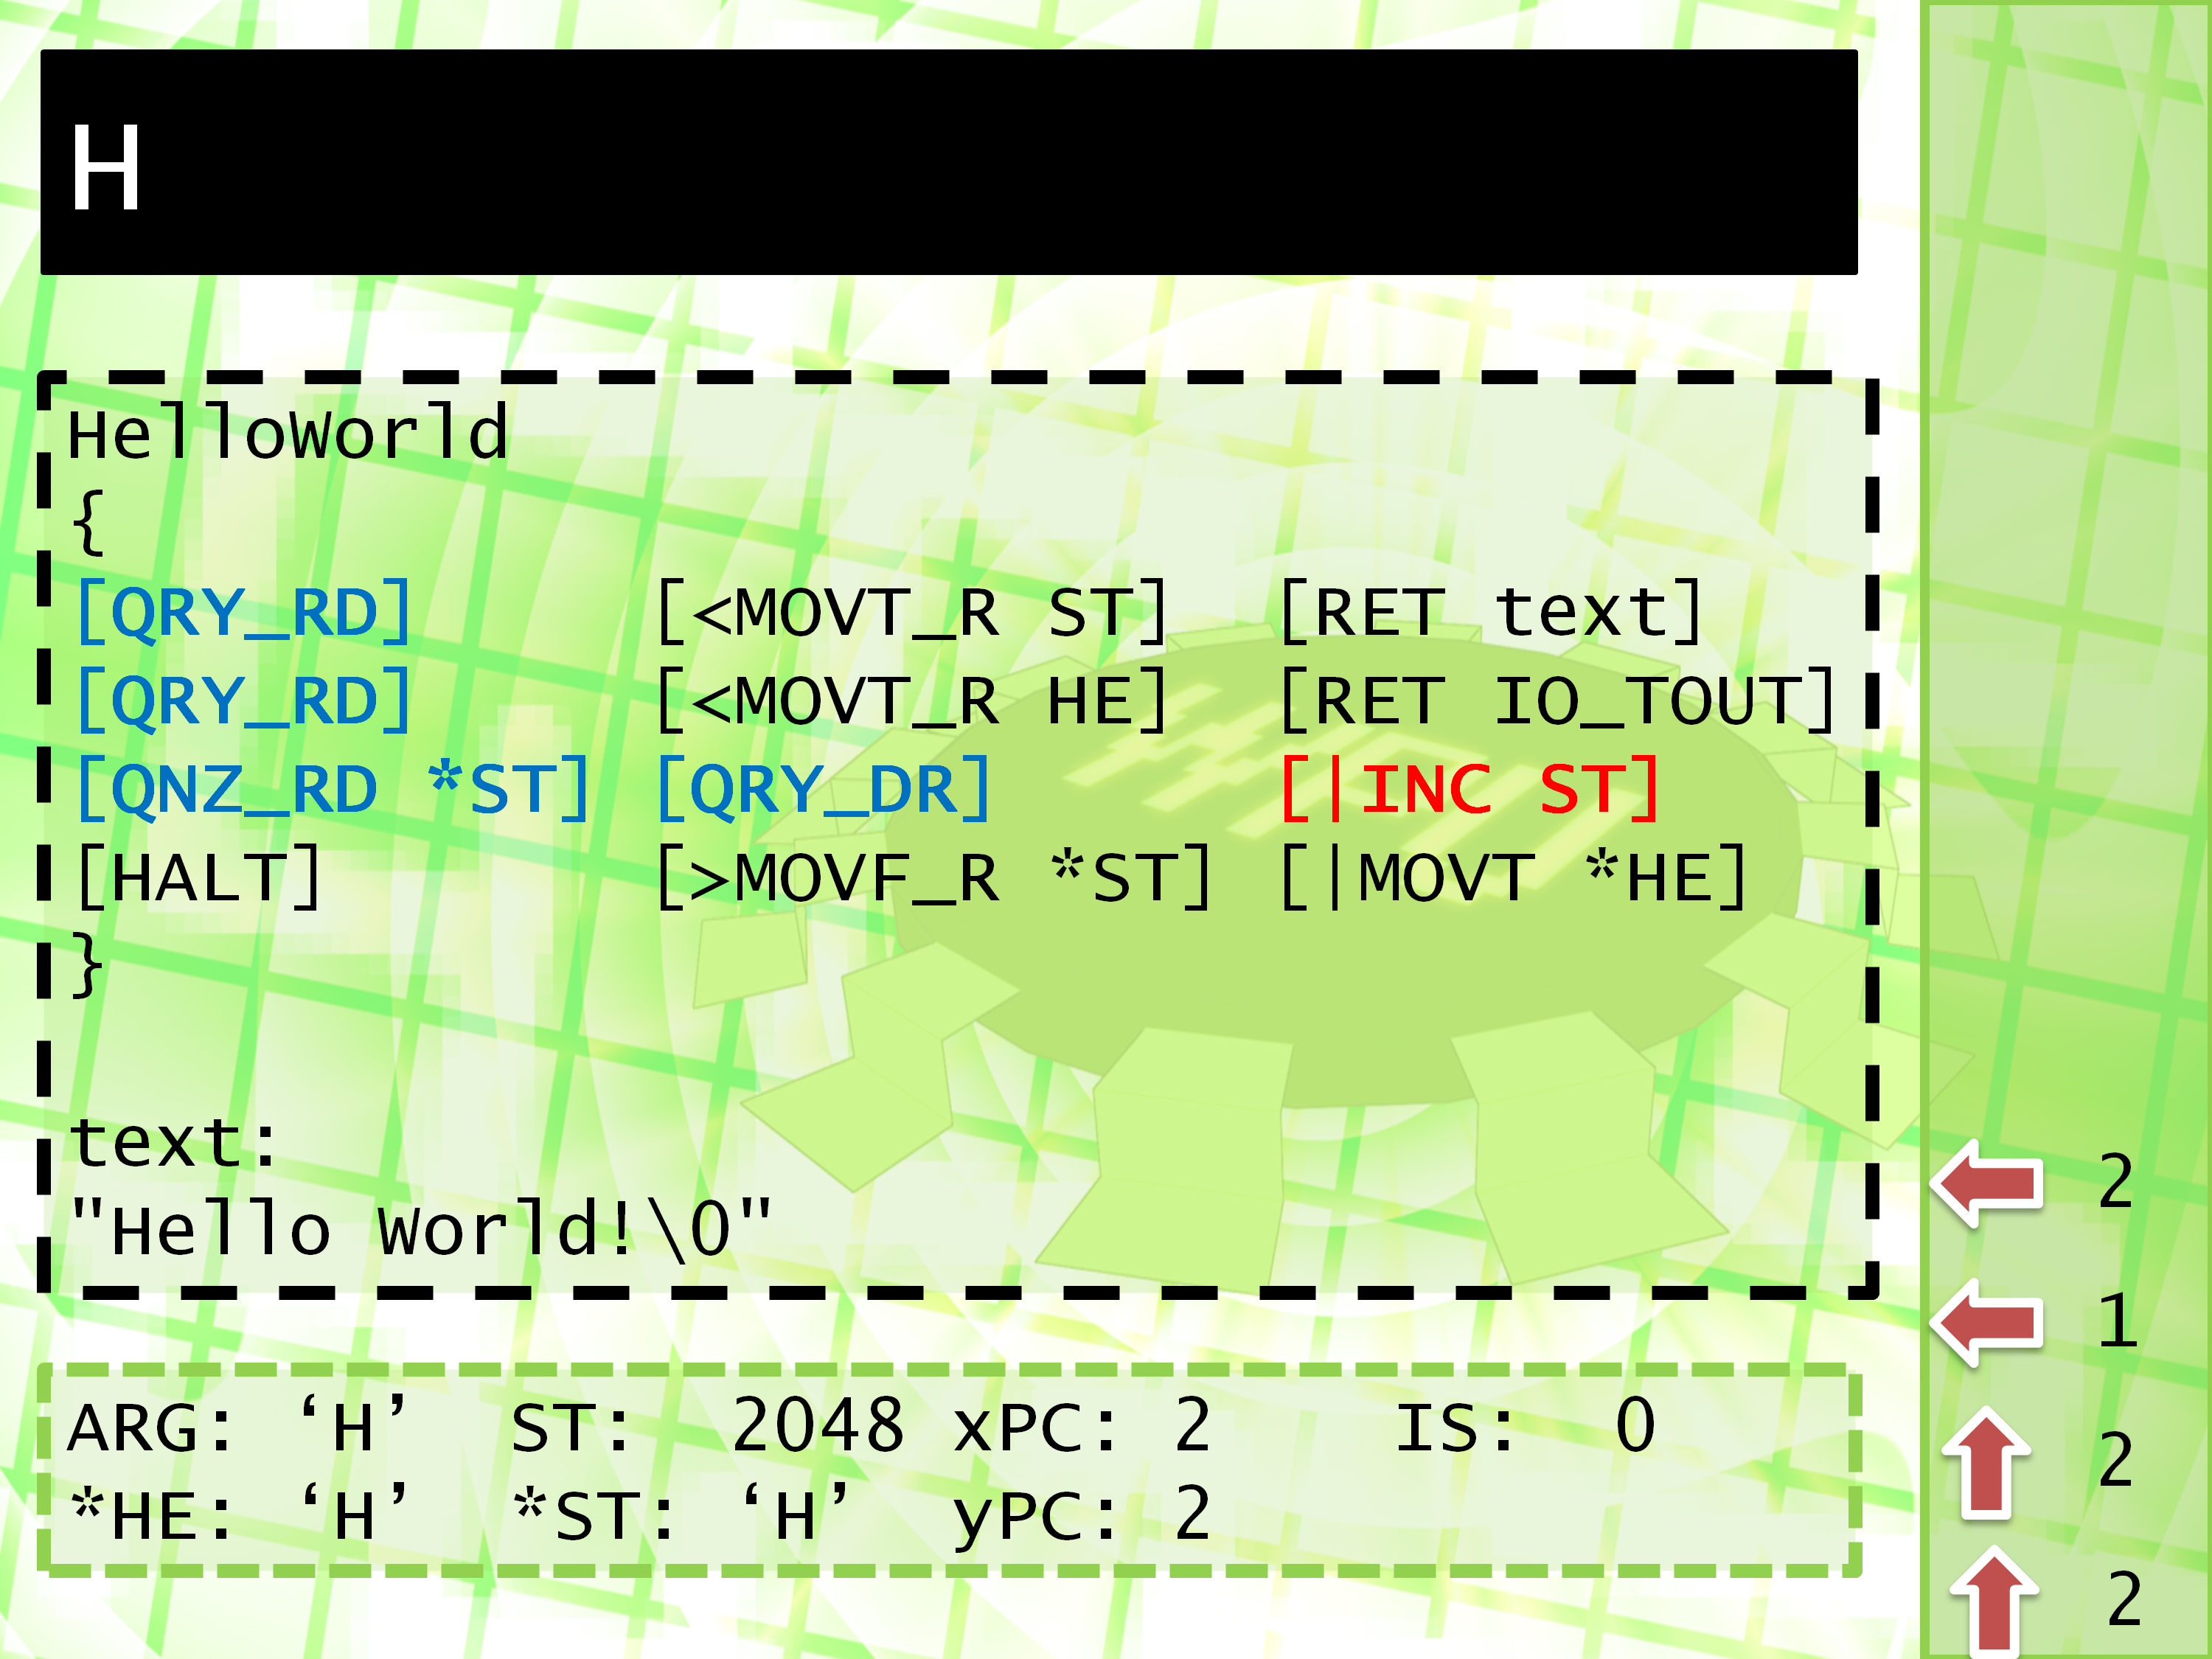 H
HelloWorld
{
[QRY_RD] [<MOVT_R ST] [RET text]
[QRY_RD] [<MOVT_R HE] [RET IO_TOUT]
[QNZ_RD *ST] [QRY_DR] [|INC ST]
[HALT] [>MOVF_R *ST] [|MOVT *HE]
}
text:
"Hello World!\0"
ARG: ‘H’ ST: 2048 xPC: 2 IS: 0
*HE: ‘H’ *ST: ‘H’ yPC: 2
2
1
2
2